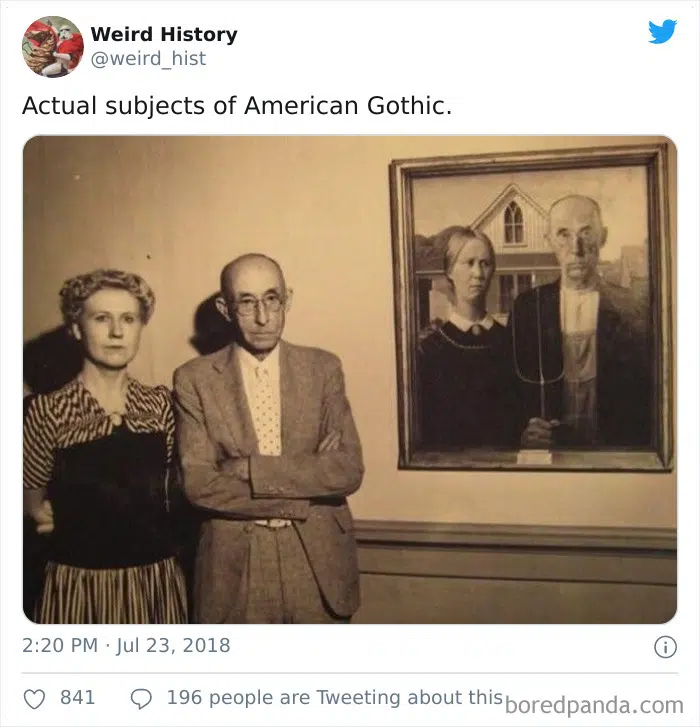 Weird History
@weird_hist
Actual subjects of American Gothic.
2:20 PM · Jul 23, 2018
841 196 people are Tweeting about this
boredpanda.com